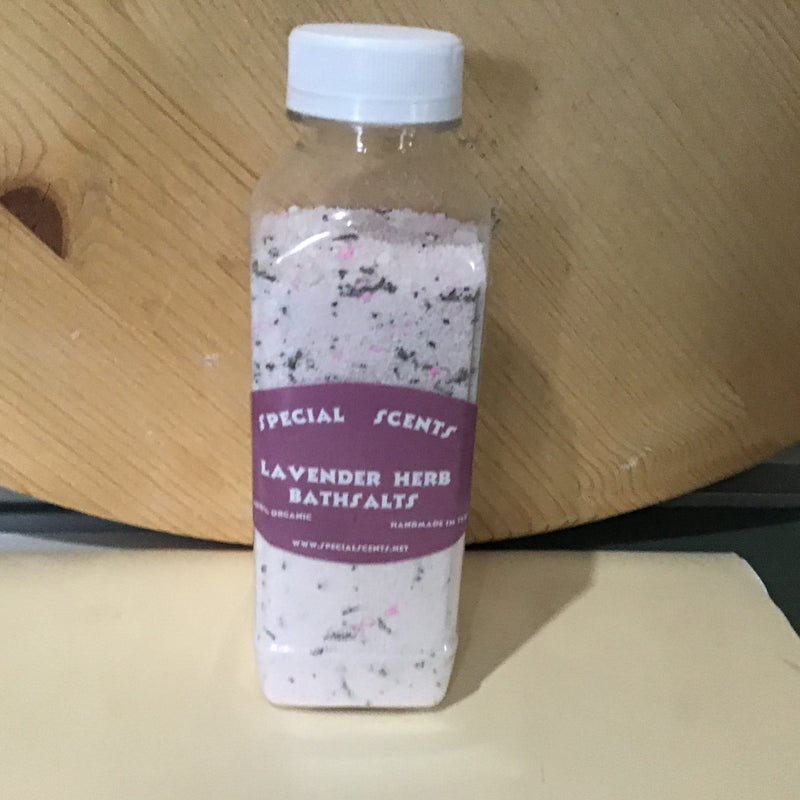 SPECIAL SCENTS
LAVENDER HERB
BATHSALTS
ORGANIC HANDMADE IN
WWW.SPECIALSCENTS.NET